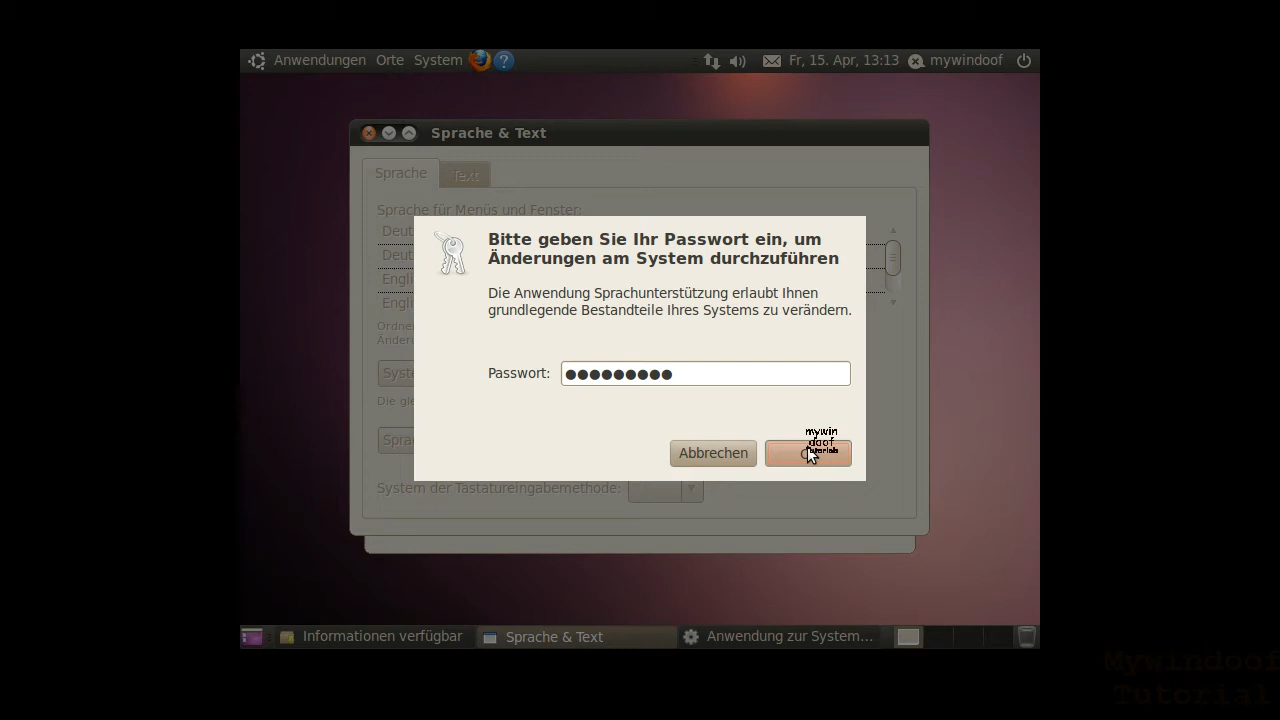 Anwendungen Orte System ? Fr, 15. Apr, 13:13 mywindoof
Sprache & Text
Sprache Text
Sprache für Menüs und Fenster:
Bitte geben Sie Ihr Passwort ein, um
Änderungen am System durchzuführen
Die Anwendung Sprachunterstützung erlaubt Ihnen
grundlegende Bestandteile Ihres Systems zu verändern.
Passwort: ●●●●●●●●●
mywin
doof
Tutorials
Abbrechen
System der Tastatureingabemethode:
Informationen verfügbar Sprache & Text Anwendung zur System...
Mywindoof
Tutorial